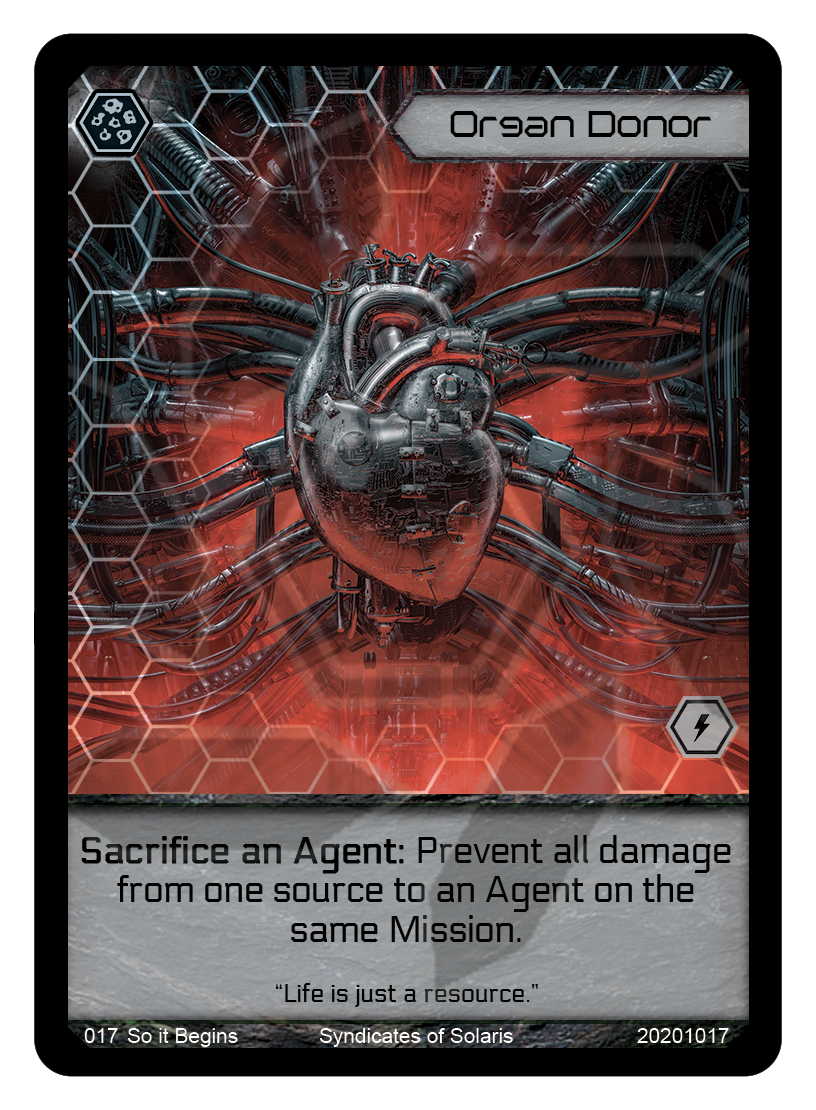 Organ Donor
Sacrifice an Agent: Prevent all damage
from one source to an Agent on the
same Mission.
“Life is just a resource.”
017 So it Begins Syndicates of Solaris 20201017